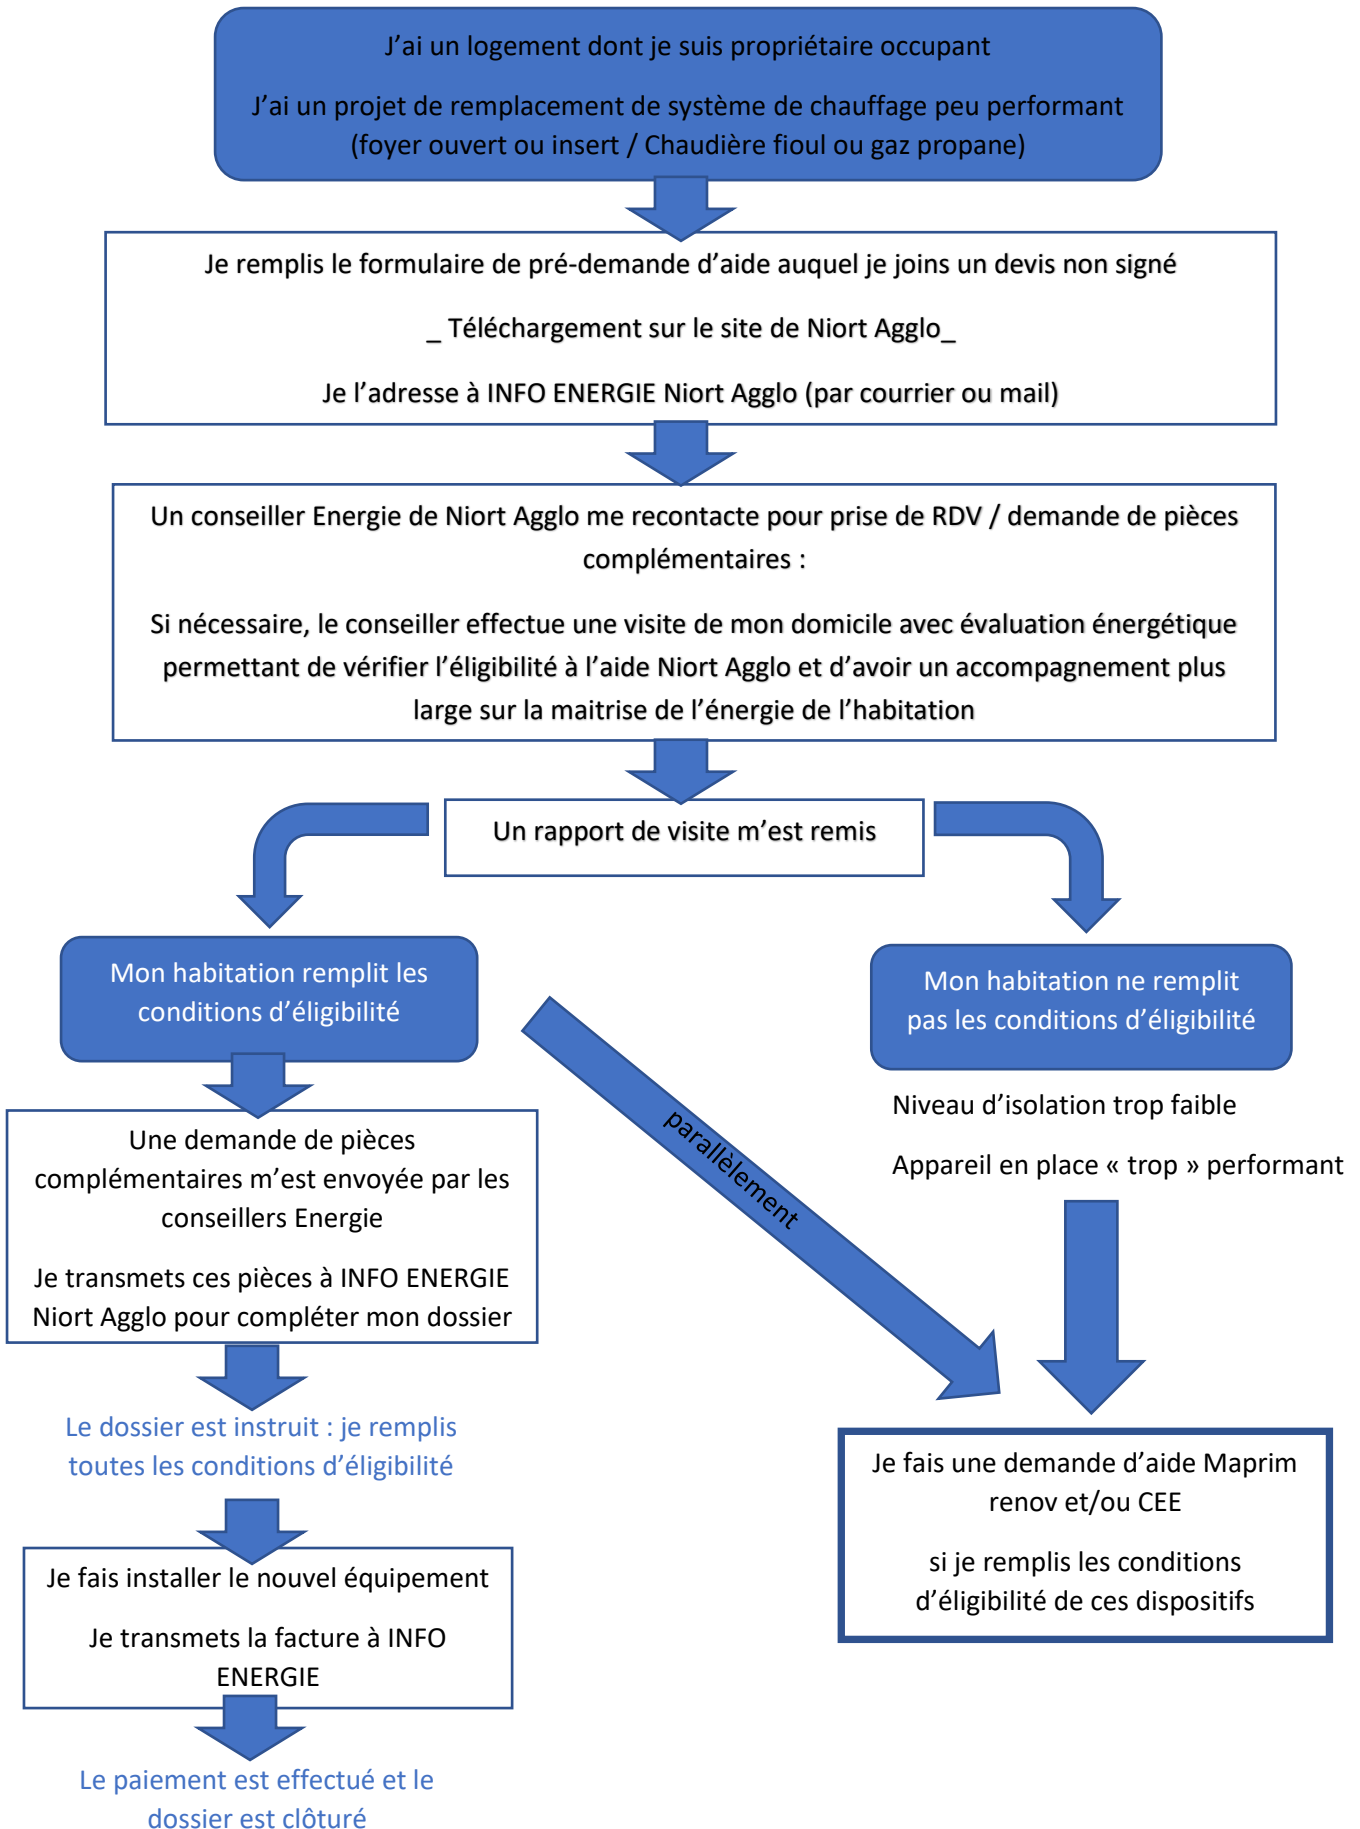 J’ai un logement dont je suis propriétaire occupant
J’ai un projet de remplacement de système de chauffage peu performant
(foyer ouvert ou insert / Chaudière fioul ou gaz propane)
Je remplis le formulaire de pré-demande d’aide auquel je joins un devis non signé
_ Téléchargement sur le site de Niort Agglo_
Je l’adresse à INFO ENERGIE Niort Agglo (par courrier ou mail)
Un conseiller Energie de Niort Agglo me recontacte pour prise de RDV / demande de pièces
complémentaires :
Si nécessaire, le conseiller effectue une visite de mon domicile avec évaluation énergétique
permettant de vérifier l’éligibilité à l’aide Niort Agglo et d’avoir un accompagnement plus
large sur la maitrise de l’énergie de l’habitation
Un rapport de visite m’est remis
Mon habitation remplit les
conditions d’éligibilité
Mon habitation ne remplit
pas les conditions d’éligibilité
Niveau d’isolation trop faible
Appareil en place « trop » performant
parallèlement
Une demande de pièces
complémentaires m’est envoyée par les
conseillers Energie
Je transmets ces pièces à INFO ENERGIE
Niort Agglo pour compléter mon dossier
Le dossier est instruit : je remplis
toutes les conditions d’éligibilité
Je fais une demande d’aide Maprim
renov et/ou CEE
si je remplis les conditions
d’éligibilité de ces dispositifs
Je fais installer le nouvel équipement
Je transmets la facture à INFO
ENERGIE
Le paiement est effectué et le
dossier est clôturé